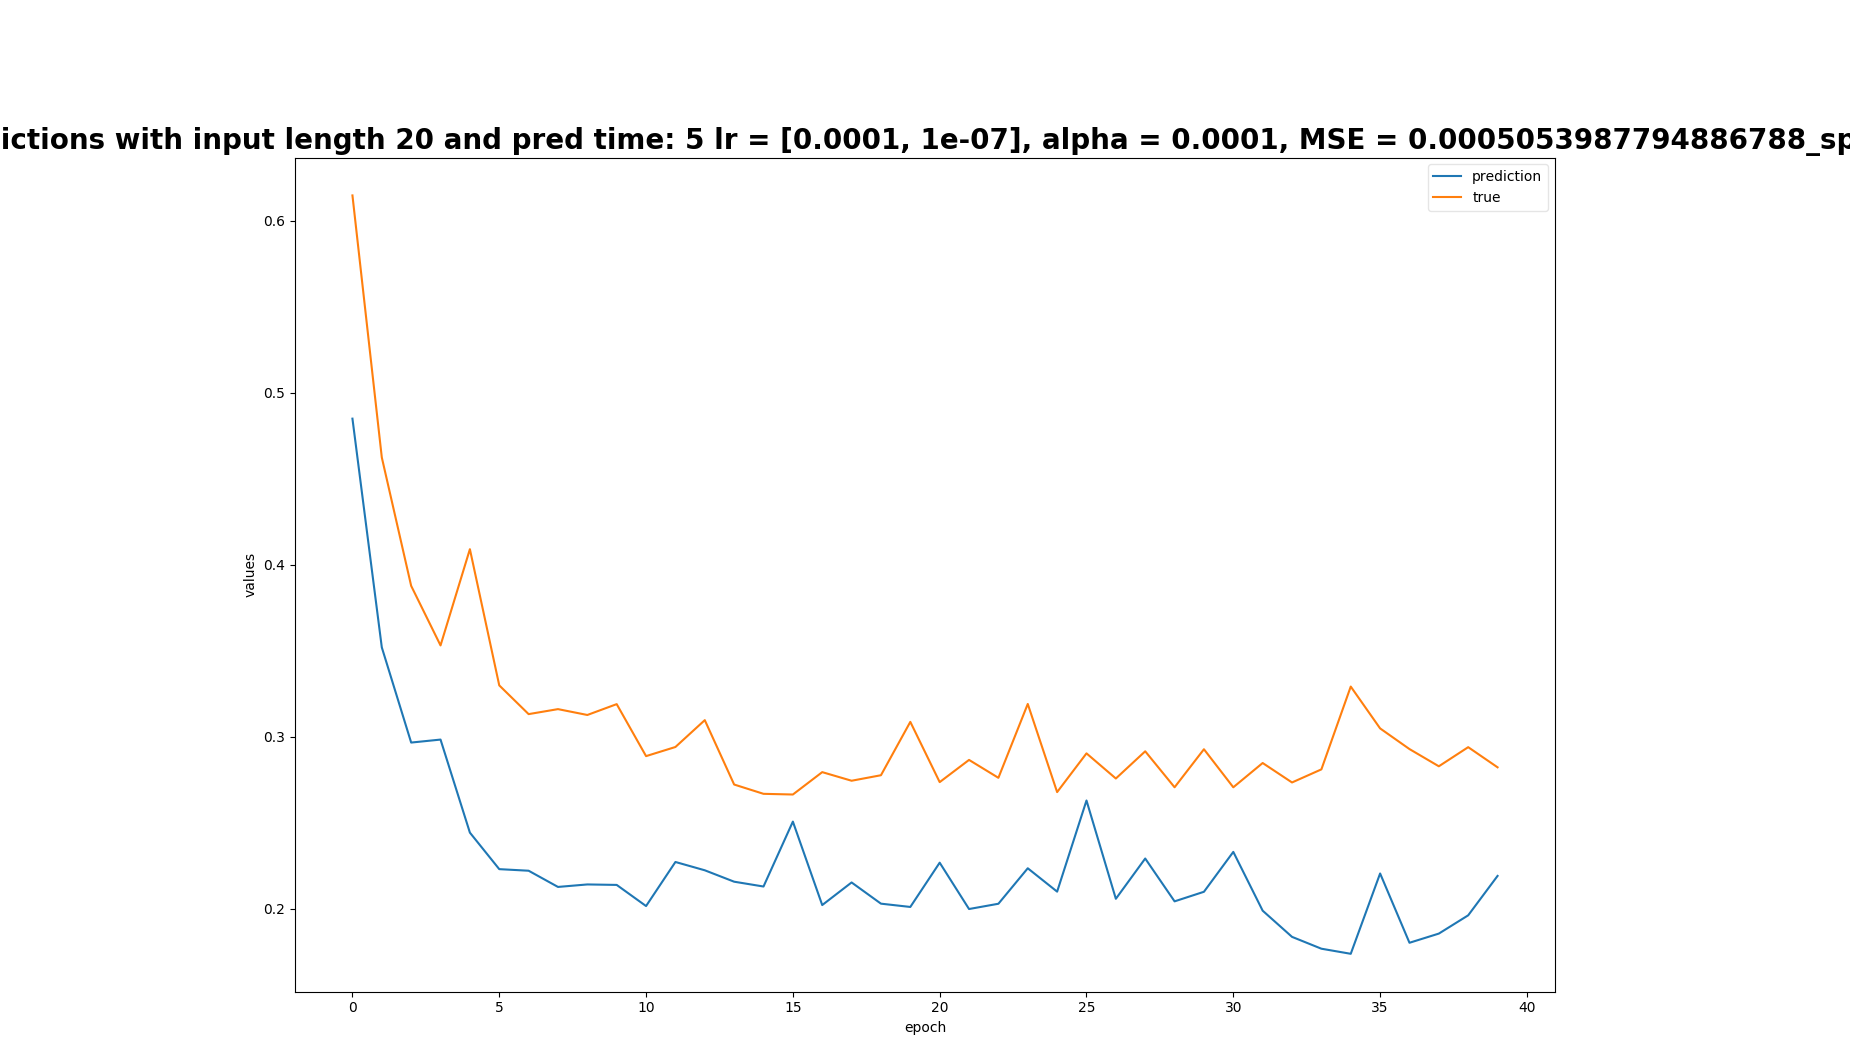 ictions with input length 20 and pred time: 5 lr = [0.0001, 1e-07], alpha = 0.0001, MSE = 0.0005053987794886788_sp
prediction
true
0.6
0.5
0.4
0.3
0.2
values
0 5 10 15 20 25 30 35 40
epoch